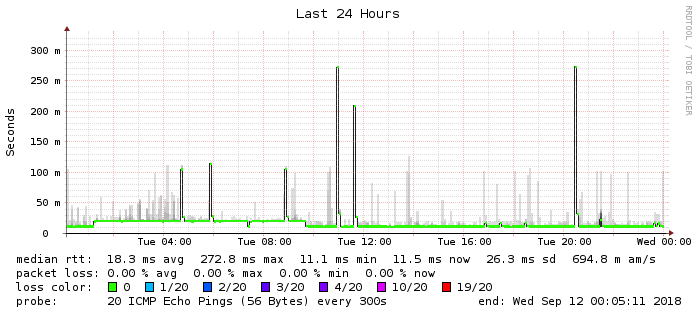 Last 24 Hours
RRDTOOL / TOBI OETIKER
Seconds
300 m
250 m
200 m
150 m
100 m
50 m
0
Tue 04:00 Tue 08:00 Tue 12:00 Tue 16:00 Tue 20:00 Wed 00:00
median rtt: 18.3 ms avg 272.8 ms max 11.1 ms min 11.5 ms now 26.3 ms sd 694.8 m am/s
packet loss: 0.00 % avg 0.00 % max 0.00 % min 0.00 % now
loss color: 0 1/20 2/20 3/20 4/20 10/20 19/20
probe: 20 ICMP Echo Pings (56 Bytes) every 300s end: Wed Sep 12 00:05:11 2018